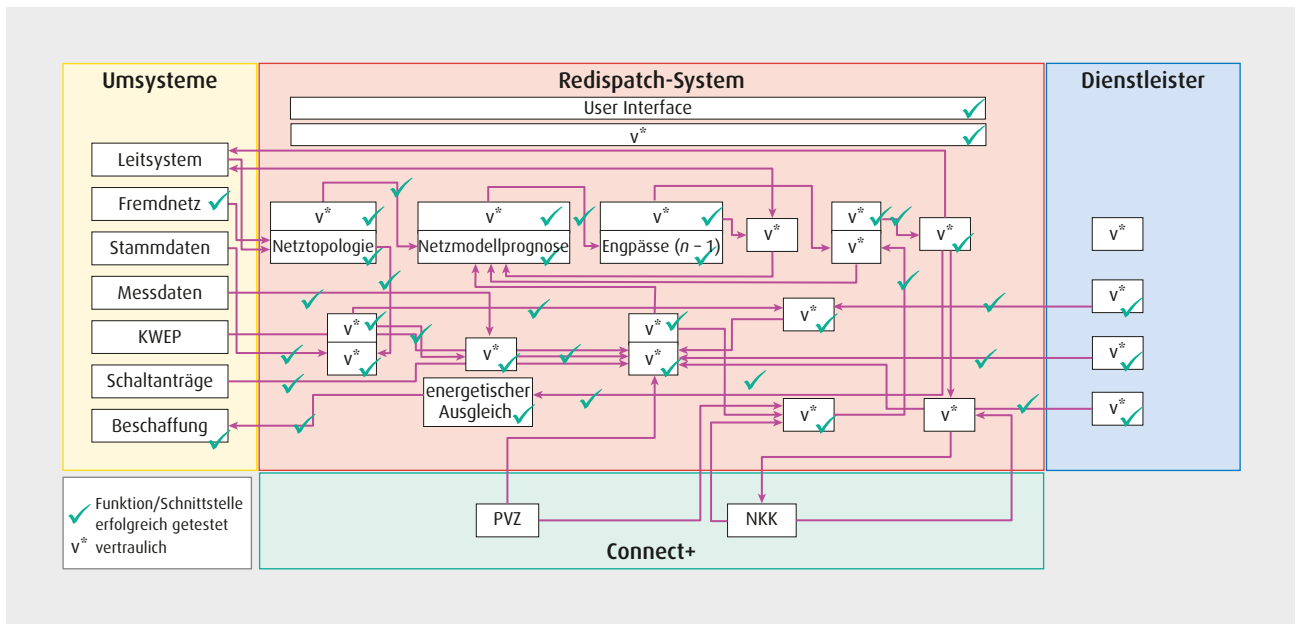 Umsysteme
Redispatch-System
Dienstleister
User Interface
v*
Leitsystem
Fremdnetz
Stammdaten
Messdaten
KWEP
Schaltanträge
Beschaffung
v*
Netztopologie
v*
Netzmodellprognose
v*
Engpässe (n – 1)
v*
v*
v*
v*
v*
v*
v*
v*
v*
v*
energetischer
Ausgleich
v*
v*
v*
v*
v*
v*
v*
PVZ
NKK
Connect+
Funktion/Schnittstelle
erfolgreich getestet
v* vertraulich